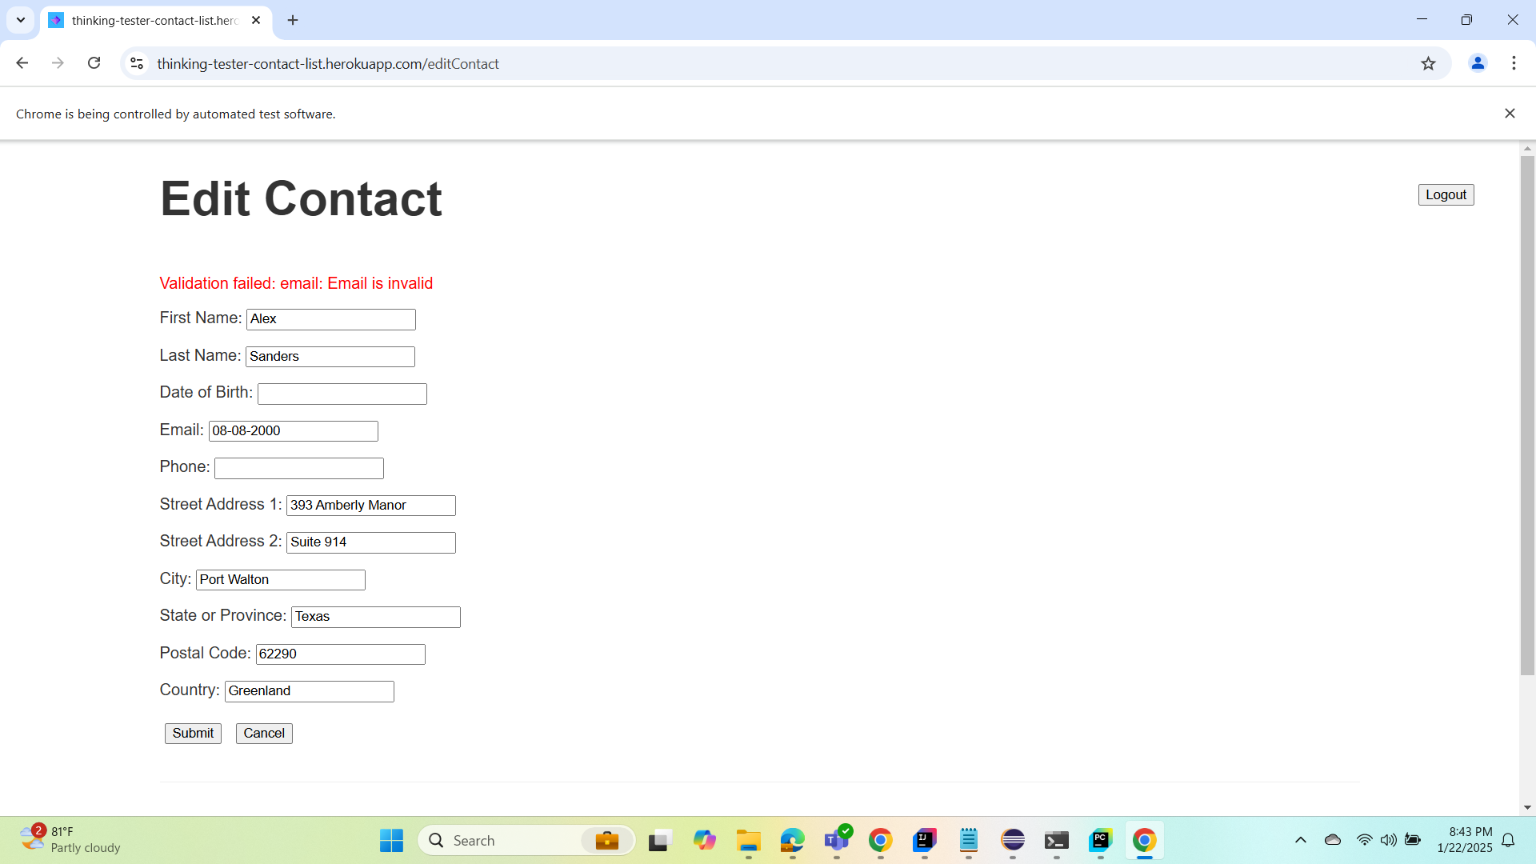 thinking-tester-contact-list.herc
thinking-tester-contact-list.herokuapp.com/editContact
Chrome is being controlled by automated test software.
Edit Contact
Logout
Validation failed: email: Email is invalid
First Name: Alex
Last Name: Sanders
Date of Birth:
Email: 08-08-2000
Phone:
Street Address 1: 393 Amberly Manor
Street Address 2: Suite 914
City: Port Walton
State or Province: Texas
Postal Code: 62290
Country: Greenland
Submit Cancel
2
81°F
Partly cloudy
Search
8:43 PM
1/22/2025